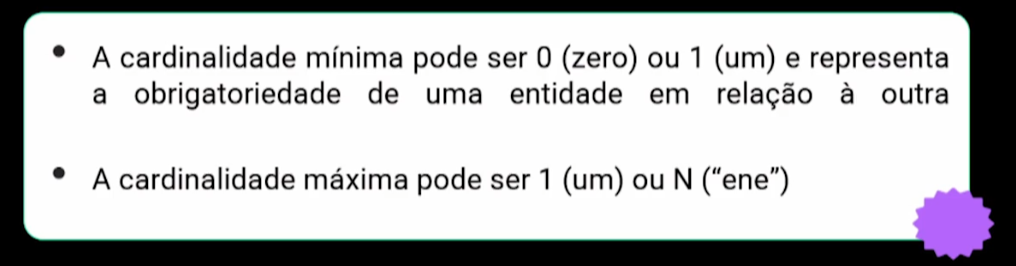 • A cardinalidade mínima pode ser 0 (zero) ou 1 (um) e representa
a obrigatoriedade de uma entidade em relação à outra
• A cardinalidade máxima pode ser 1 (um) ou N (“ene”)